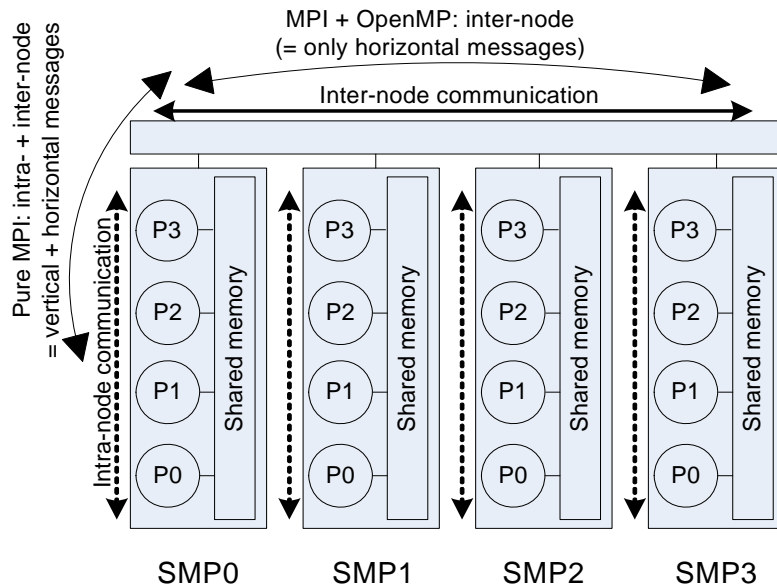 MPI + OpenMP: inter-node
(= only horizontal messages)
Inter-node communication
Pure MPI: intra- + inter-node
= vertical + horizontal messages
Intra-node communication
P3
P2
P1
P0
Shared memory
P3
P2
P1
P0
Shared memory
P3
P2
P1
P0
Shared memory
P3
P2
P1
P0
Shared memory
SMP0
SMP1
SMP2
SMP3